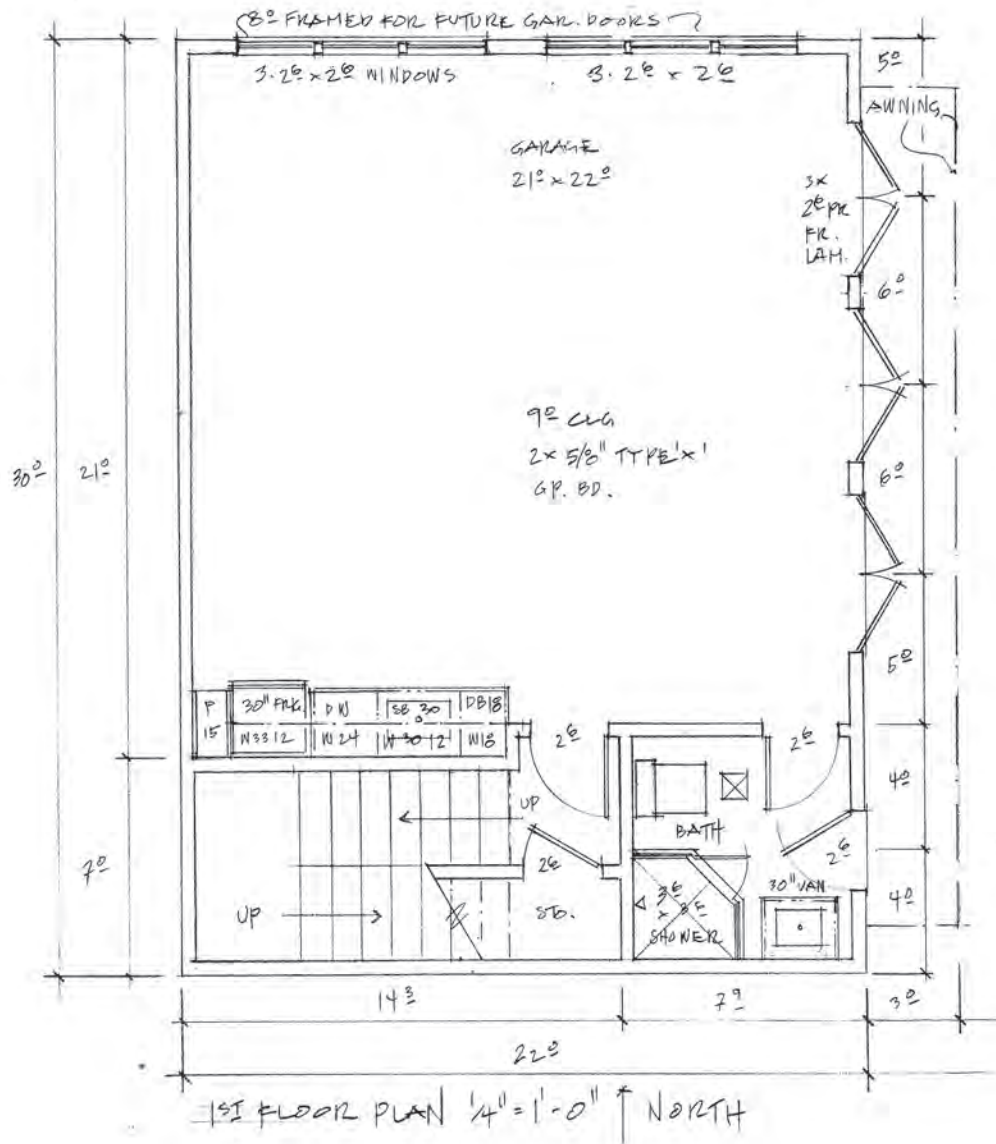 8⁰ FRAMED FOR FUTURE GAR. DOORS
3·2⁶ x 2⁶ WINDOWS
3·2⁶ x 2⁶
5⁰
AWNING
GARAGE
21⁰ x 22⁰
3x
2⁶ PR
FR.
LAM.
6⁰
9⁰ CLG
2x 5/8" TYPE 'X'
GP. BD.
30⁰
21⁰
6⁰
5⁰
P
15
30" FRG.
W3312
DW
W24
SB 30
W3012
DB18
W18
2⁶
2⁶
4⁰
UP
BATH
2⁶
2⁶
7⁰
30" VAN
4⁰
UP
STO.
3⁶
x 3⁶
SHOWER
14³
7⁹
3⁰
22⁰
1ST FLOOR PLAN 1/4" = 1'-0" NORTH